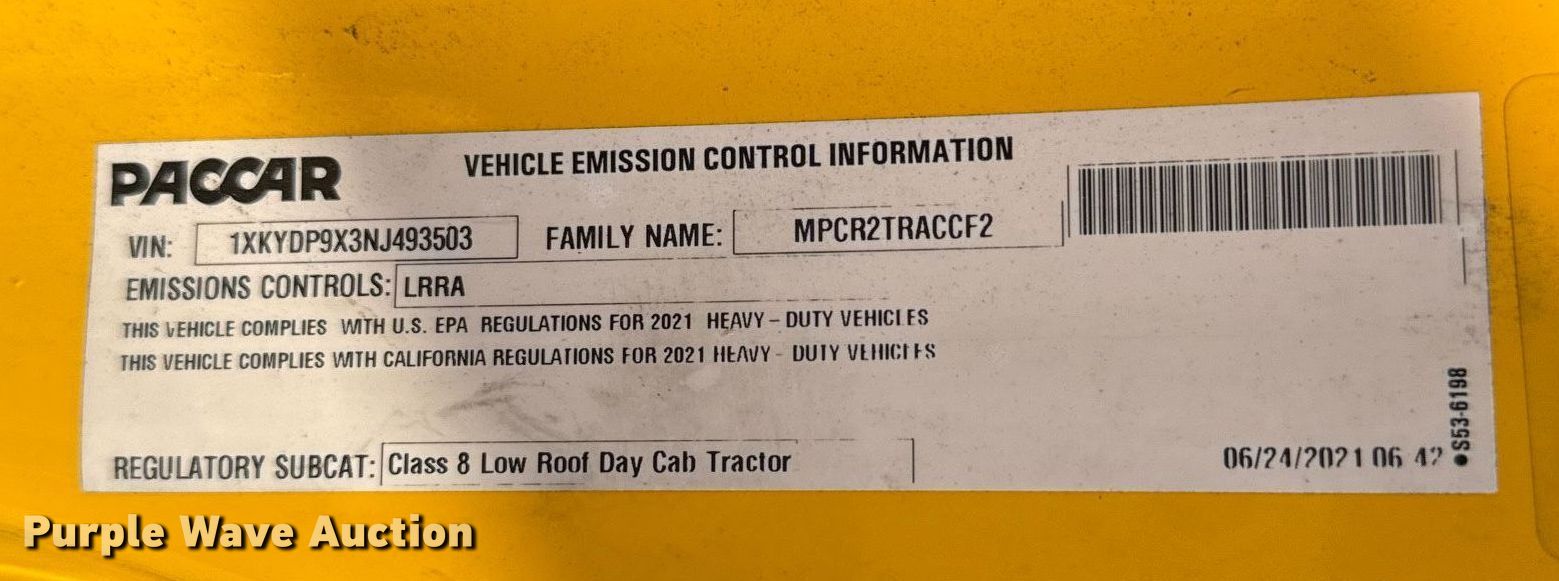 PACCAR
VEHICLE EMISSION CONTROL INFORMATION
VIN: 1XKYDP9X3NJ493503 FAMILY NAME: MPCR2TRACCF2
EMISSIONS CONTROLS: LRRA
THIS VEHICLE COMPLIES WITH U.S. EPA REGULATIONS FOR 2021 HEAVY - DUTY VEHICLES
THIS VEHICLE COMPLIES WITH CALIFORNIA REGULATIONS FOR 2021 HEAVY - DUTY VEHICLES
REGULATORY SUBCAT: Class 8 Low Roof Day Cab Tractor
06/24/2021 06 42
S53-6198
Purple Wave Auction